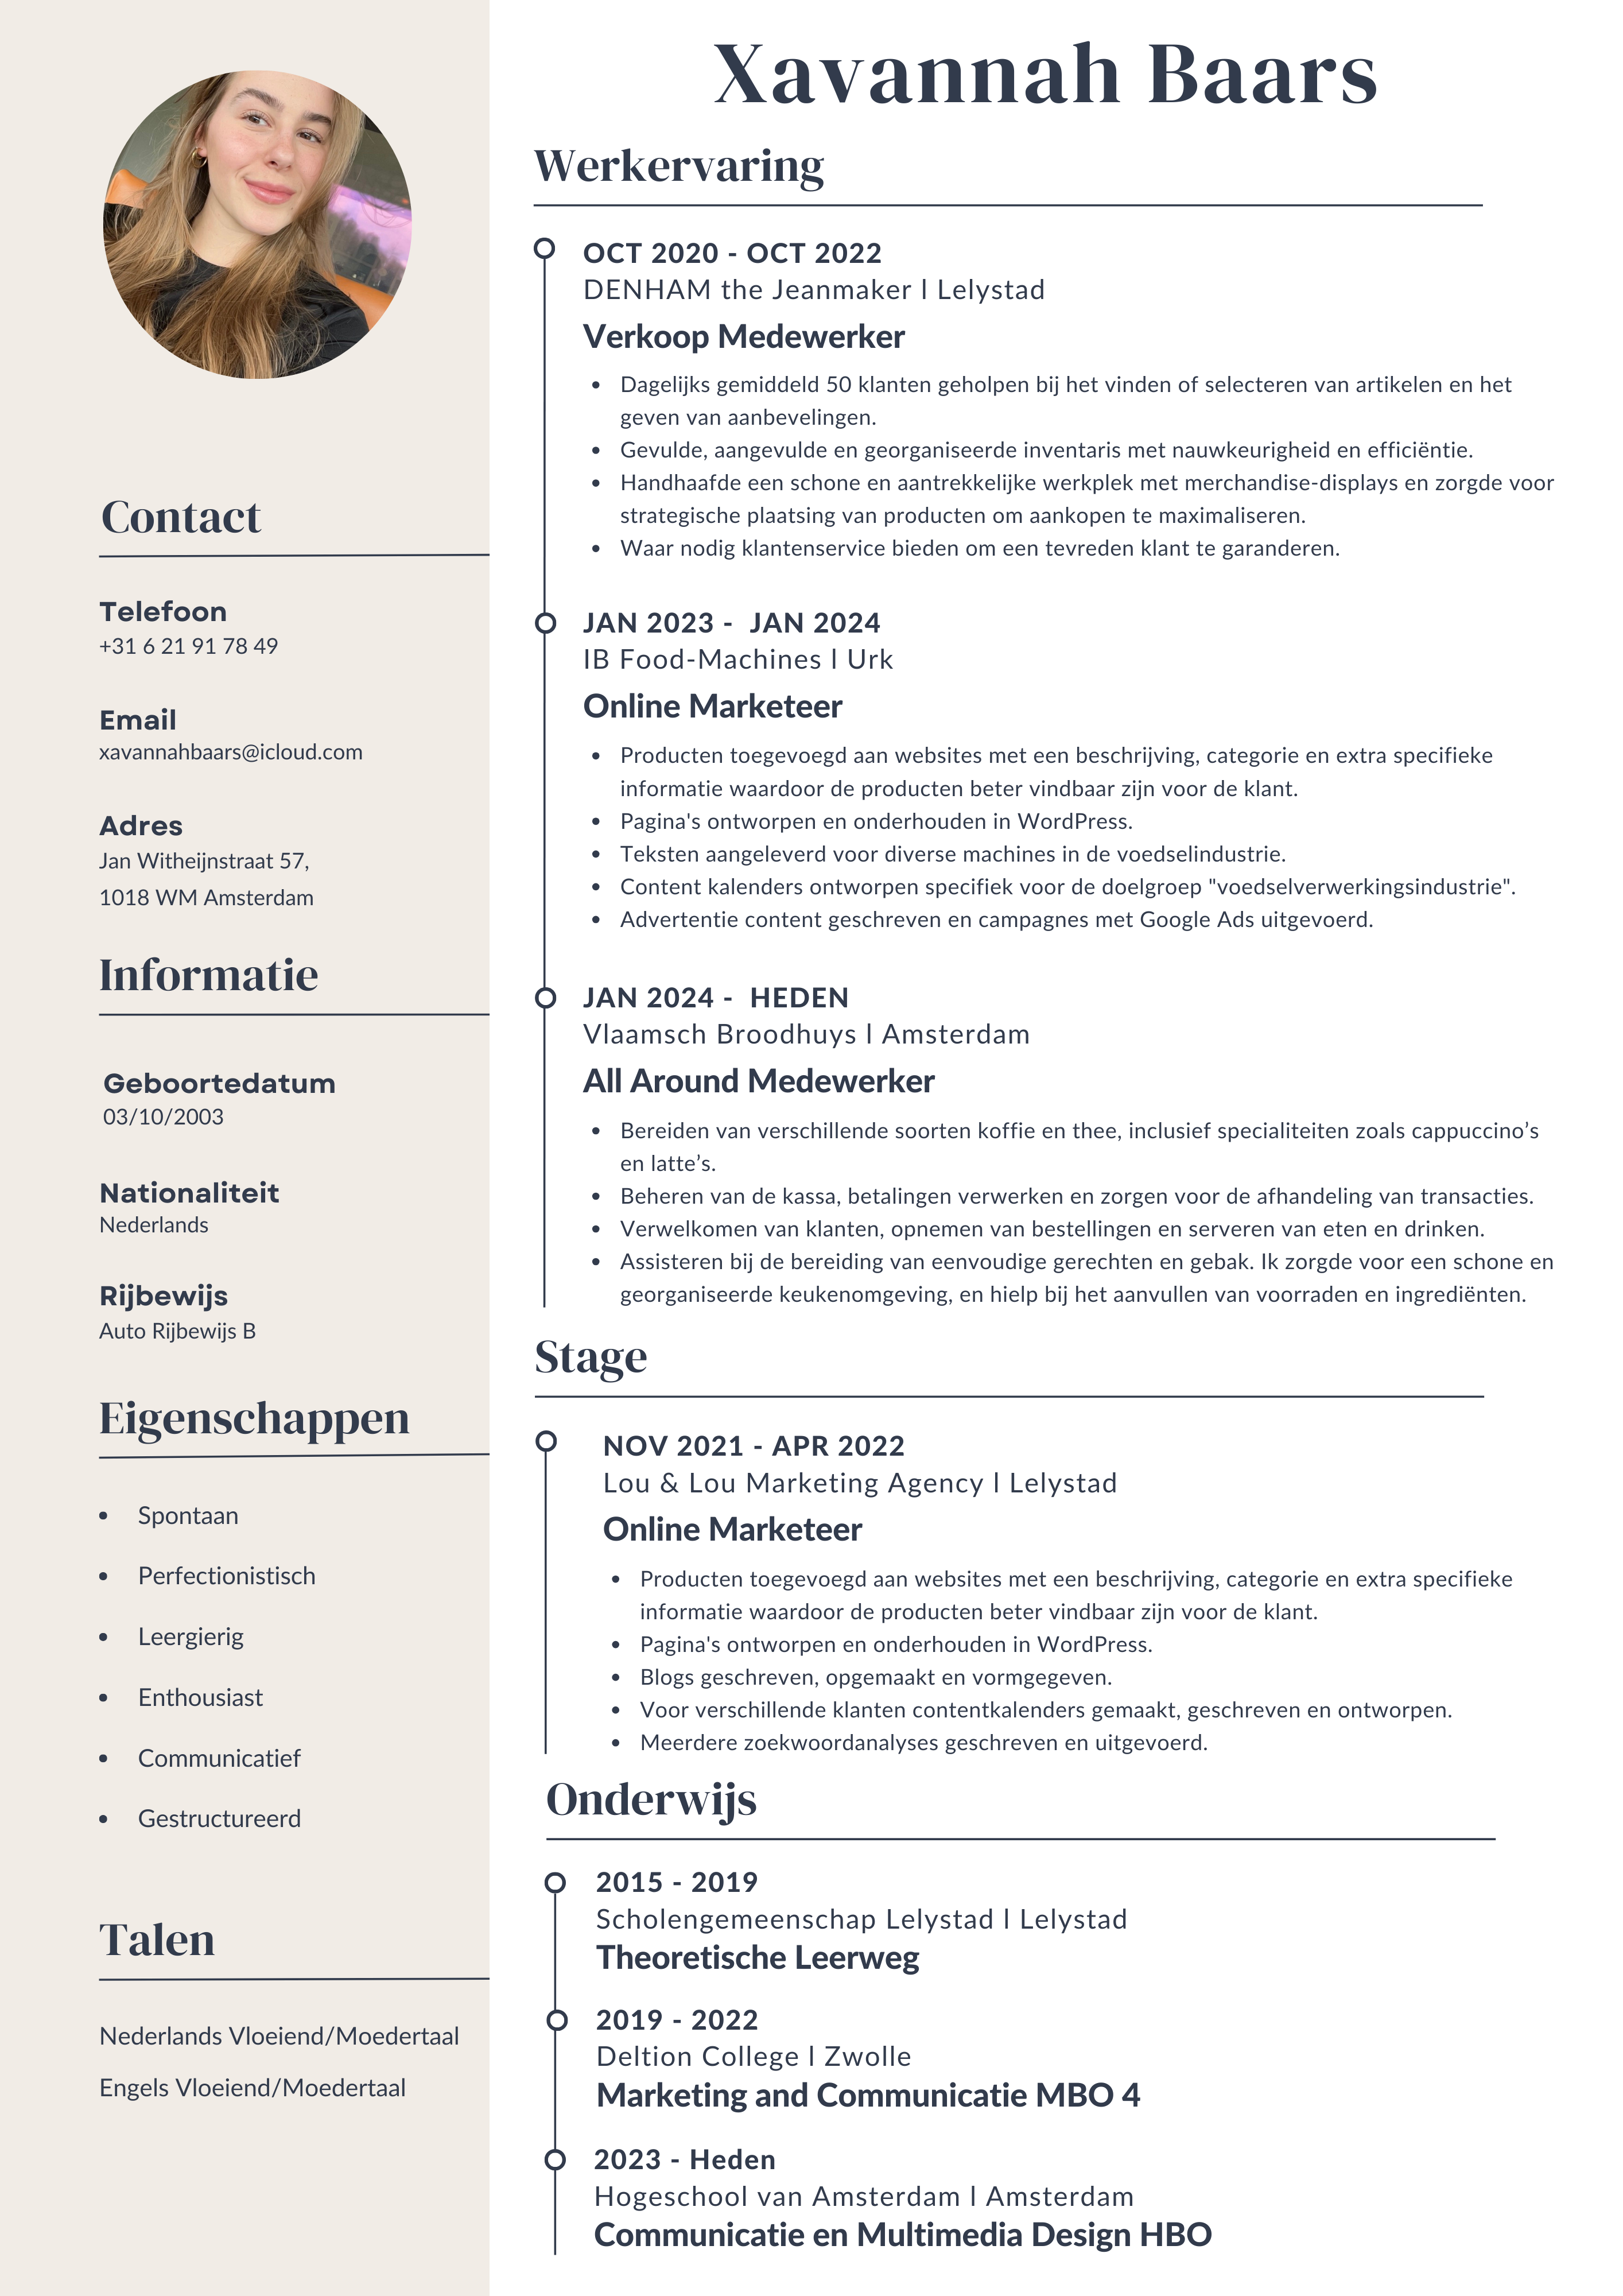 Xavannah Baars
Contact
Telefoon
+31 6 21 91 78 49
Email
xavannahbaars@icloud.com
Adres
Jan Witheijnstraat 57,
1018 WM Amsterdam
Informatie
Geboortedatum
03/10/2003
Nationaliteit
Nederlands
Rijbewijs
Auto Rijbewijs B
Eigenschappen
• Spontaan
• Perfectionistisch
• Leergierig
• Enthousiast
• Communicatief
• Gestructureerd
Talen
Nederlands Vloeiend/Moedertaal
Engels Vloeiend/Moedertaal
Werkervaring
OCT 2020 - OCT 2022
DENHAM the Jeanmaker l Lelystad
Verkoop Medewerker
• Dagelijks gemiddeld 50 klanten geholpen bij het vinden of selecteren van artikelen en het
geven van aanbevelingen.
• Gevulde, aangevulde en georganiseerde inventaris met nauwkeurigheid en efficiëntie.
• Handhaafde een schone en aantrekkelijke werkplek met merchandise-displays en zorgde voor
strategische plaatsing van producten om aankopen te maximaliseren.
• Waar nodig klantenservice bieden om een tevreden klant te garanderen.
JAN 2023 - JAN 2024
IB Food-Machines l Urk
Online Marketeer
• Producten toegevoegd aan websites met een beschrijving, categorie en extra specifieke
informatie waardoor de producten beter vindbaar zijn voor de klant.
• Pagina's ontworpen en onderhouden in WordPress.
• Teksten aangeleverd voor diverse machines in de voedselindustrie.
• Content kalenders ontworpen specifiek voor de doelgroep "voedselverwerkingsindustrie".
• Advertentie content geschreven en campagnes met Google Ads uitgevoerd.
JAN 2024 - HEDEN
Vlaamsch Broodhuys l Amsterdam
All Around Medewerker
• Bereiden van verschillende soorten koffie en thee, inclusief specialiteiten zoals cappuccino’s
en latte’s.
• Beheren van de kassa, betalingen verwerken en zorgen voor de afhandeling van transacties.
• Verwelkomen van klanten, opnemen van bestellingen en serveren van eten en drinken.
• Assisteren bij de bereiding van eenvoudige gerechten en gebak. Ik zorgde voor een schone en
georganiseerde keukenomgeving, en hielp bij het aanvullen van voorraden en ingrediënten.
Stage
NOV 2021 - APR 2022
Lou & Lou Marketing Agency l Lelystad
Online Marketeer
• Producten toegevoegd aan websites met een beschrijving, categorie en extra specifieke
informatie waardoor de producten beter vindbaar zijn voor de klant.
• Pagina's ontworpen en onderhouden in WordPress.
• Blogs geschreven, opgemaakt en vormgegeven.
• Voor verschillende klanten contentkalenders gemaakt, geschreven en ontworpen.
• Meerdere zoekwoordanalyses geschreven en uitgevoerd.
Onderwijs
2015 - 2019
Scholengemeenschap Lelystad l Lelystad
Theoretische Leerweg
2019 - 2022
Deltion College l Zwolle
Marketing and Communicatie MBO 4
2023 - Heden
Hogeschool van Amsterdam l Amsterdam
Communicatie en Multimedia Design HBO